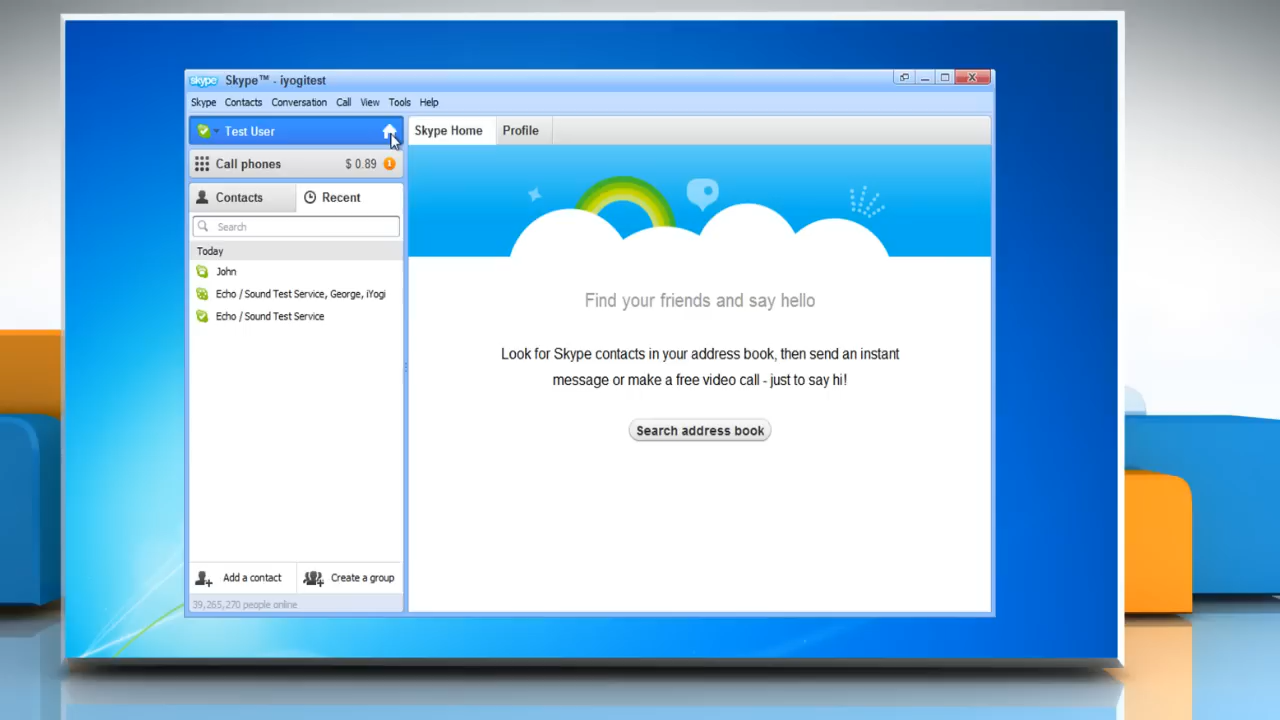 skype Skype™ - iyogitest
Skype Contacts Conversation Call View Tools Help
Test User
Skype Home Profile
Call phones $ 0.89 1
Contacts Recent
Search
Today
John
Echo / Sound Test Service, George, iYogi
Echo / Sound Test Service
Find your friends and say hello
Look for Skype contacts in your address book, then send an instant
message or make a free video call - just to say hi!
Search address book
Add a contact Create a group
39,265,270 people online